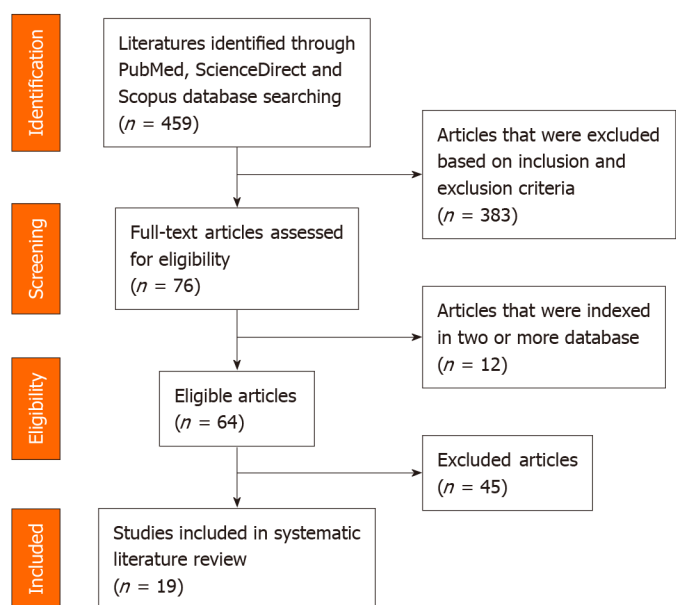 Identification
Literatures identified through
PubMed, ScienceDirect and
Scopus database searching
(n = 459)
Articles that were excluded
based on inclusion and
exclusion criteria
(n = 383)
Screening
Full-text articles assessed
for eligibility
(n = 76)
Articles that were indexed
in two or more database
(n = 12)
Eligibility
Eligible articles
(n = 64)
Excluded articles
(n = 45)
Included
Studies included in systematic
literature review
(n = 19)